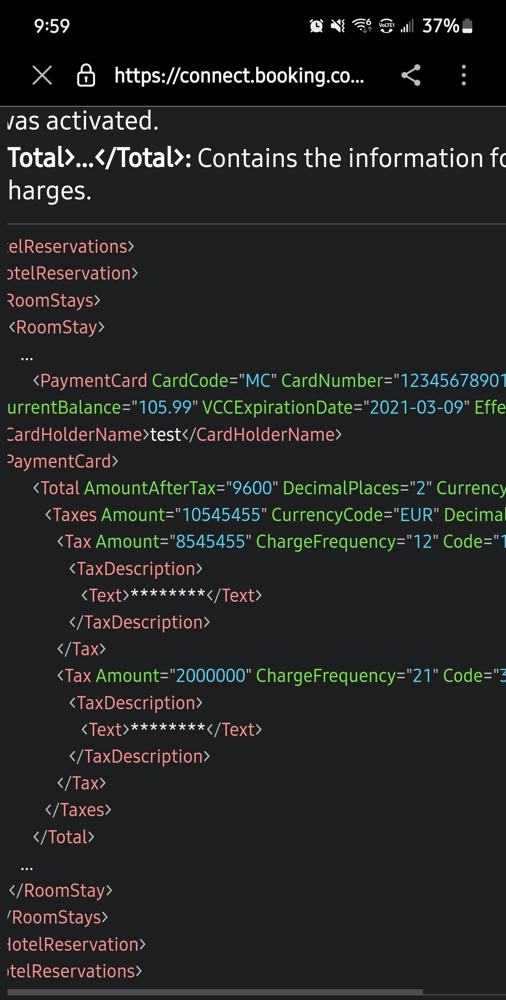 9:59 VoLTE1 37%
https://connect.booking.co...
was activated.
Total>...</Total>: Contains the information fo
harges.
telReservations>
otelReservation>
RoomStays>
<RoomStay>
...
<PaymentCard CardCode="MC" CardNumber="12345678901
urrentBalance="105.99" VCCExpirationDate="2021-03-09" Effe
CardHolderName>test</CardHolderName>
PaymentCard>
<Total AmountAfterTax="9600" DecimalPlaces="2" Currency
<Taxes Amount="10545455" CurrencyCode="EUR" Decimal
<Tax Amount="8545455" ChargeFrequency="12" Code="1
<TaxDescription>
<Text>********</Text>
</TaxDescription>
</Tax>
<Tax Amount="2000000" ChargeFrequency="21" Code="3
<TaxDescription>
<Text>********</Text>
</TaxDescription>
</Tax>
</Taxes>
</Total>
...
</RoomStay>
/RoomStays>
HotelReservation>
otelReservations>